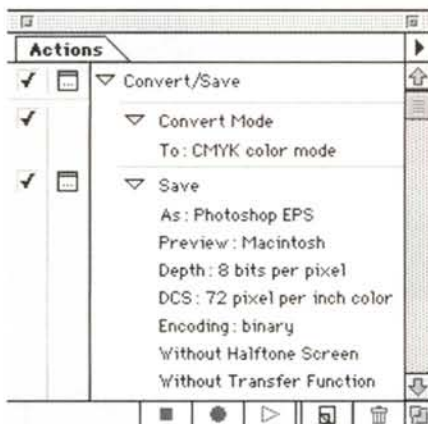 Actions
Convert/Save
Convert Mode
To: CMYK color mode
Save
As: Photoshop EPS
Preview: Macintosh
Depth: 8 bits per pixel
DCS: 72 pixel per inch color
Encoding: binary
Without Halftone Screen
Without Transfer Function